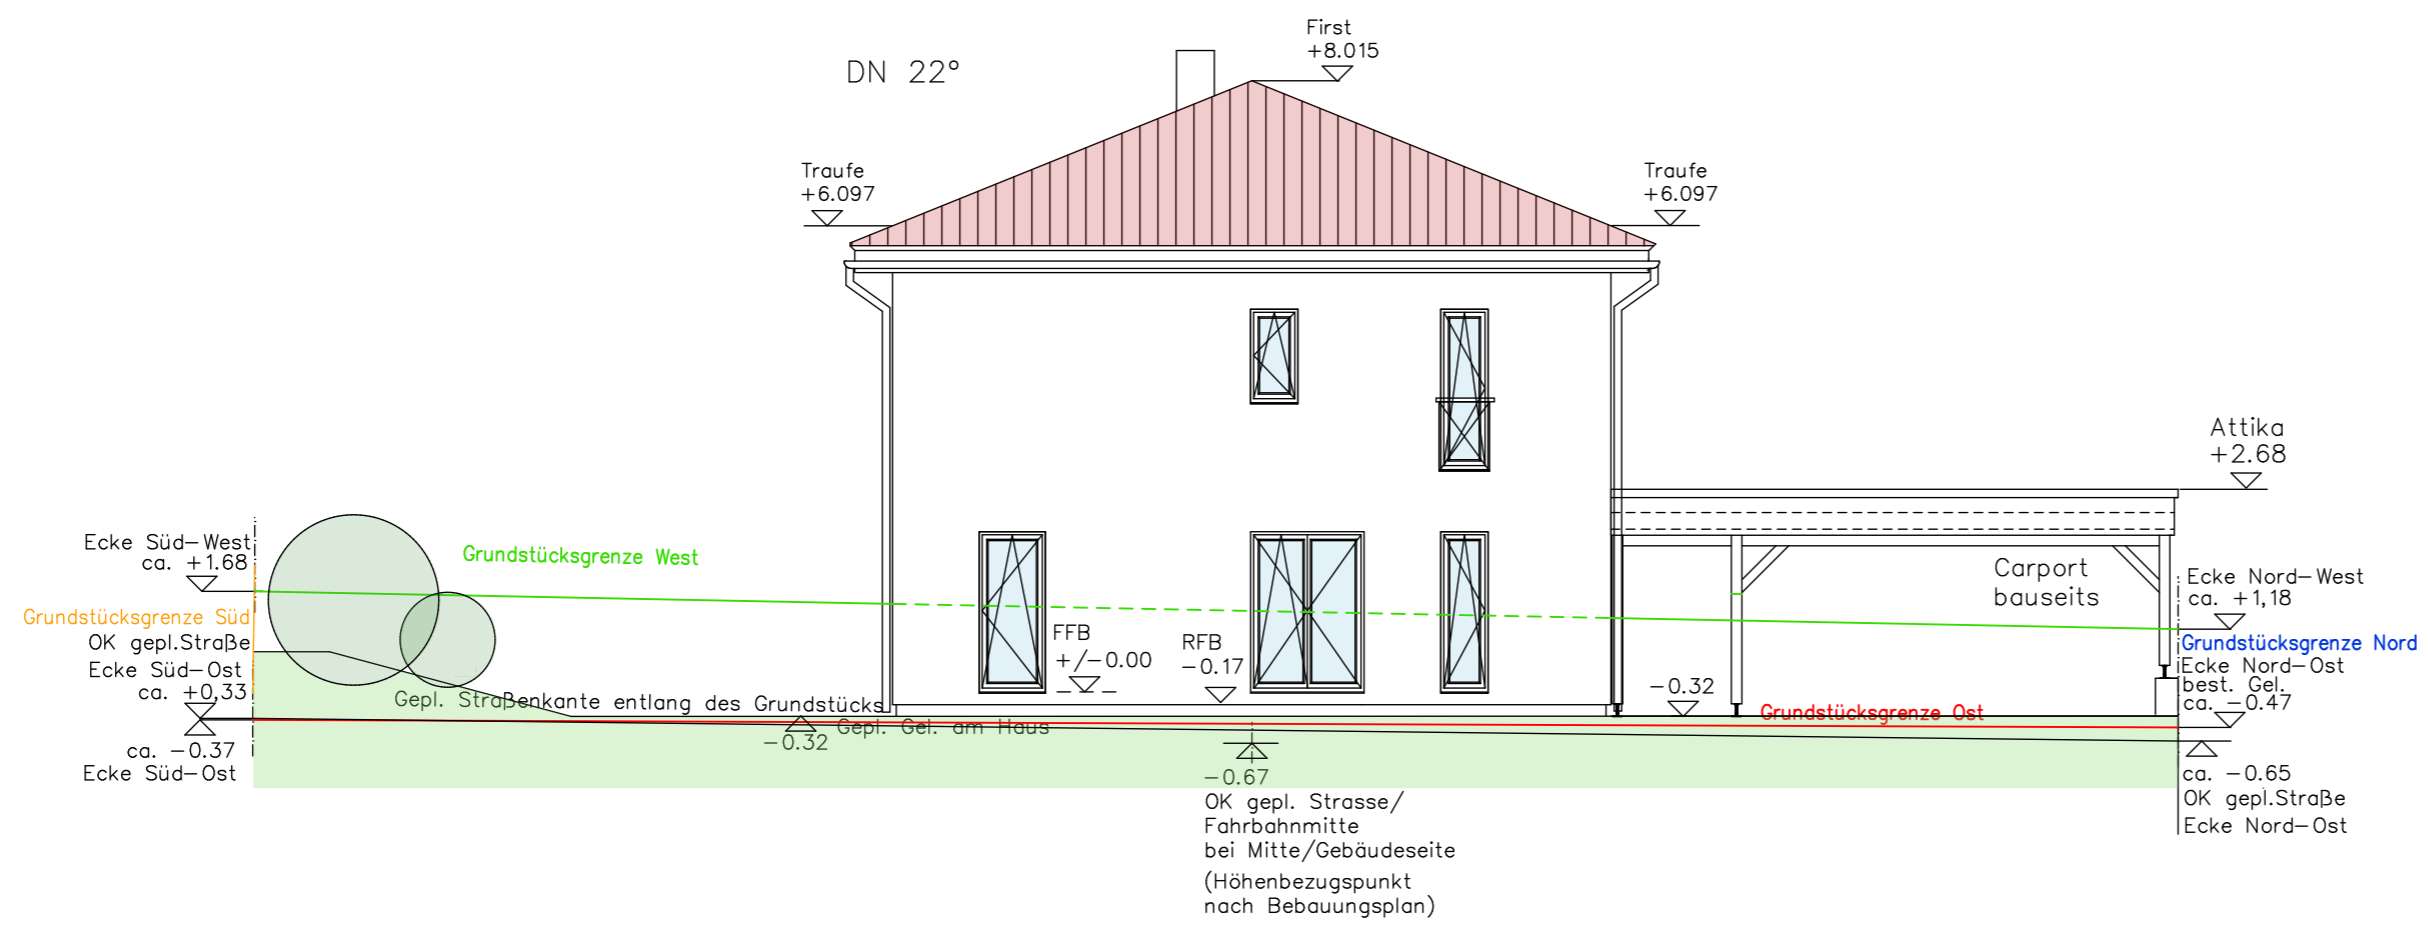 First
+8.015
DN 22°
Traufe
+6.097
Traufe
+6.097
Attika
+2.68
Ecke Süd-West
ca. +1.68
Grundstücksgrenze West
Grundstücksgrenze Süd
OK gepl.Straße
Ecke Süd-Ost
ca. +0,33
Gepl. Straßenkante entlang des Grundstücks
Gepl. Gel. am Haus
-0.32
ca. -0.37
Ecke Süd-Ost
FFB
+/-0.00
RFB
-0.17
-0.32
Carport
bauseits
Grundstücksgrenze Ost
Ecke Nord-West
ca. +1,18
Grundstücksgrenze Nord
Ecke Nord-Ost
best. Gel.
ca. -0.47
ca. -0.65
OK gepl.Straße
Ecke Nord-Ost
-0.67
OK gepl. Strasse/
Fahrbahnmitte
bei Mitte/Gebäudeseite
(Höhenbezugspunkt
nach Bebauungsplan)